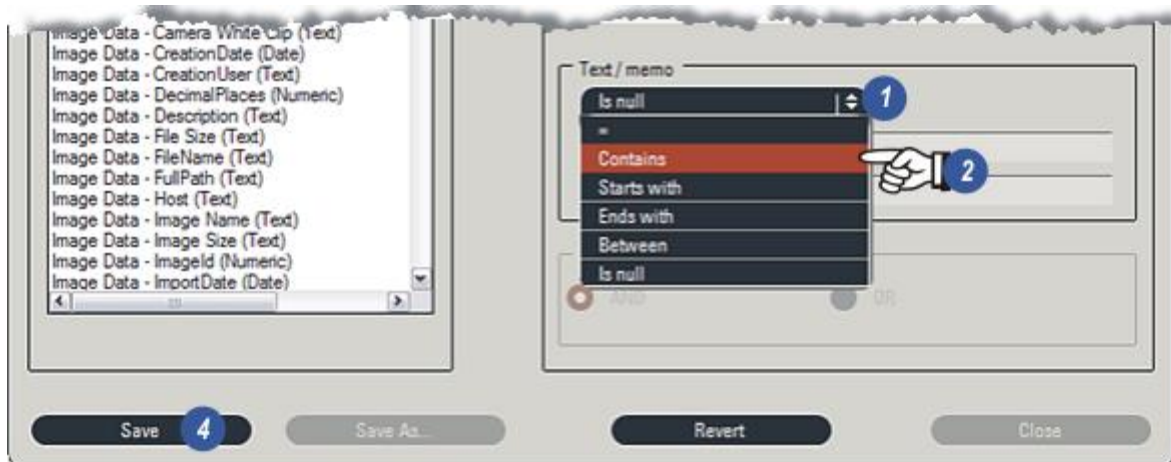 Image Data - Camera White Clip (Text)
Image Data - CreationDate (Date)
Image Data - CreationUser (Text)
Image Data - DecimalPlaces (Numeric)
Image Data - Description (Text)
Image Data - File Size (Text)
Image Data - FileName (Text)
Image Data - FullPath (Text)
Image Data - Host (Text)
Image Data - Image Name (Text)
Image Data - Image Size (Text)
Image Data - ImageId (Numeric)
Image Data - ImportDate (Date)
Text / memo
Is null
1
=
Contains
2
Starts with
Ends with
Between
Is null
AND
OR
Save
4
Save As...
Revert
Close